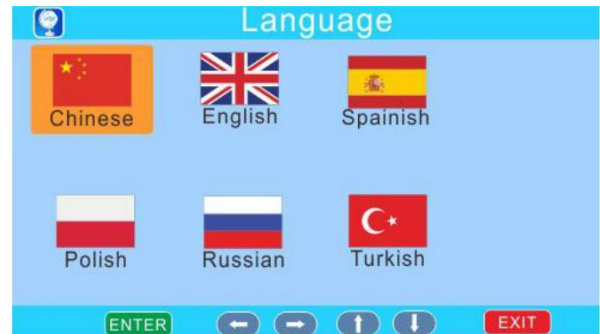 Language
Chinese English Spainish
Polish Russian Turkish
ENTER EXIT